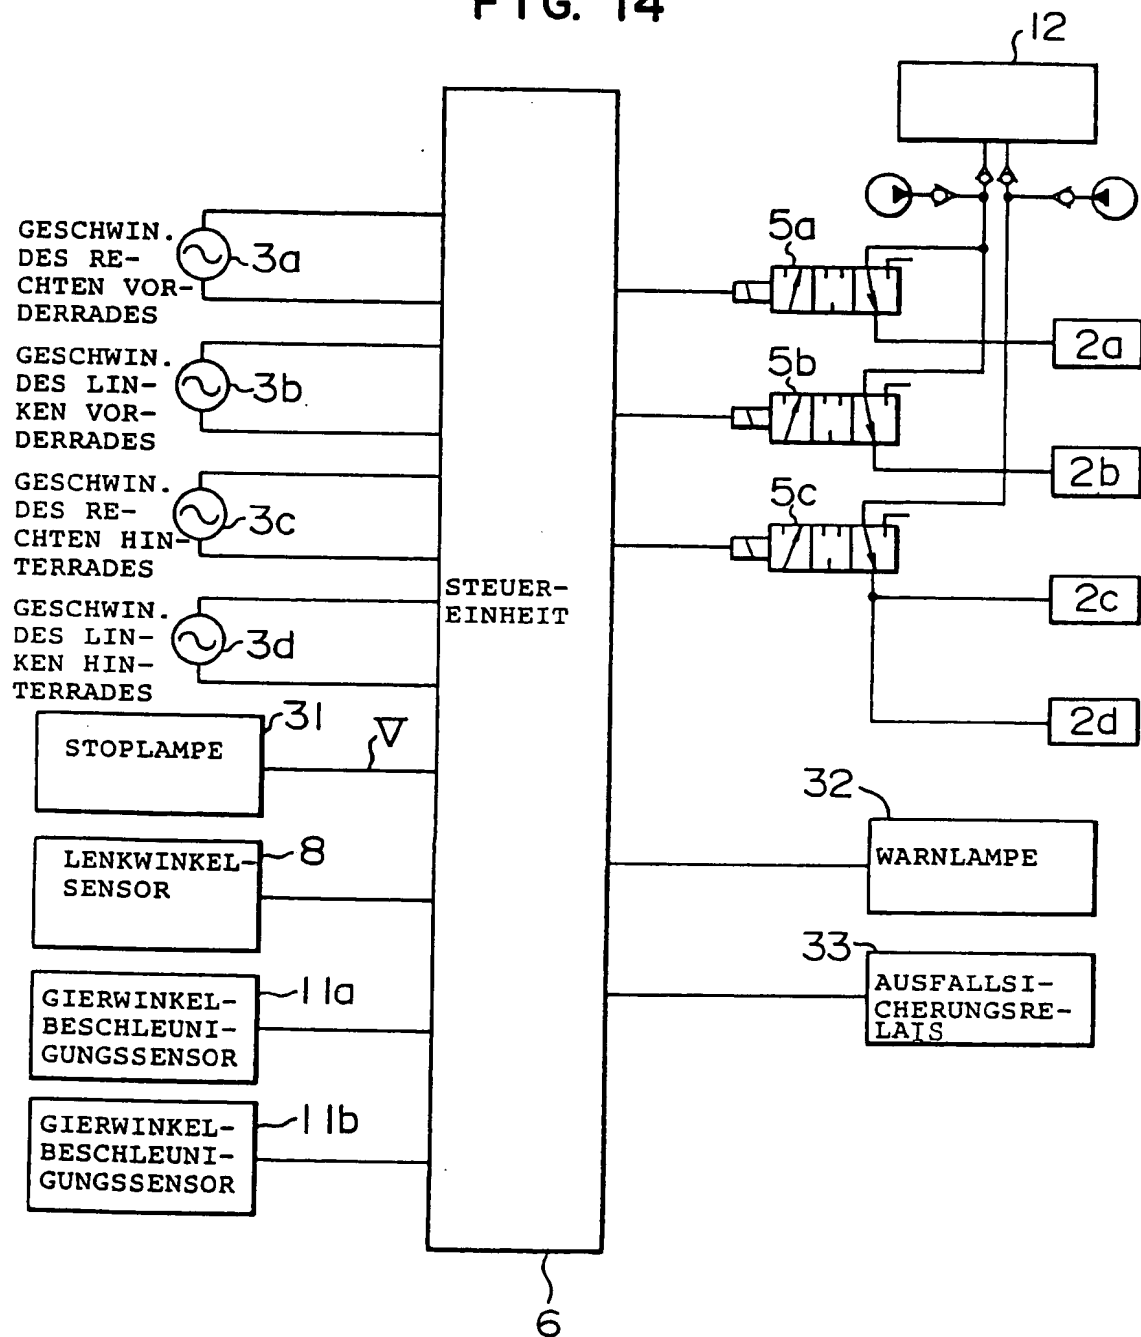 FIG. 14
12
GESCHWIN.
DES RE-
CHTEN VOR-
DERRADES
3a
5a
2a
GESCHWIN.
DES LIN-
KEN VOR-
DERRADES
3b
5b
2b
GESCHWIN.
DES RE-
CHTEN HIN-
TERRADES
3c
5c
2c
STEUER-
EINHEIT
GESCHWIN.
DES LIN-
KEN HIN-
TERRADES
3d
2d
31
STOPLAMPE
V
32
WARNLAMPE
8
LENKWINKEL-
SENSOR
33
AUSFALLSI-
CHERUNGSRE-
LAIS
11a
GIERWINKEL-
BESCHLEUNI-
GUNGSSENSOR
11b
GIERWINKEL-
BESCHLEUNI-
GUNGSSENSOR
6